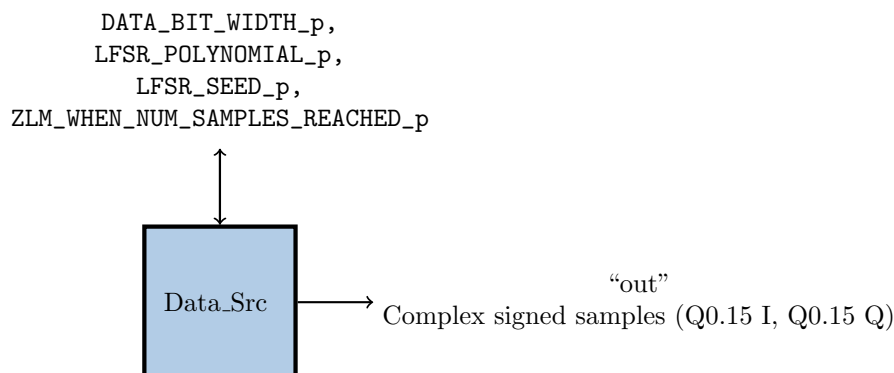 DATA_BIT_WIDTH_p,
LFSR_POLYNOMIAL_p,
LFSR_SEED_p,
ZLM_WHEN_NUM_SAMPLES_REACHED_p
Data_Src
“out”
Complex signed samples (Q0.15 I, Q0.15 Q)